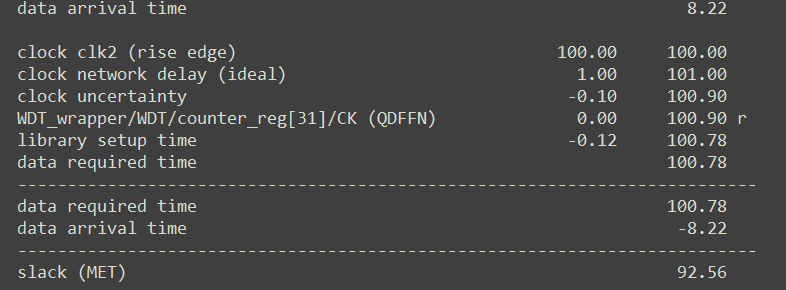 data arrival time 8.22
clock clk2 (rise edge) 100.00 100.00
clock network delay (ideal) 1.00 101.00
clock uncertainty -0.10 100.90
WDT_wrapper/WDT/counter_reg[31]/CK (QDFFN) 0.00 100.90 r
library setup time -0.12 100.78
data required time 100.78
--------------------------------------------------------------------------
data required time 100.78
data arrival time -8.22
--------------------------------------------------------------------------
slack (MET) 92.56